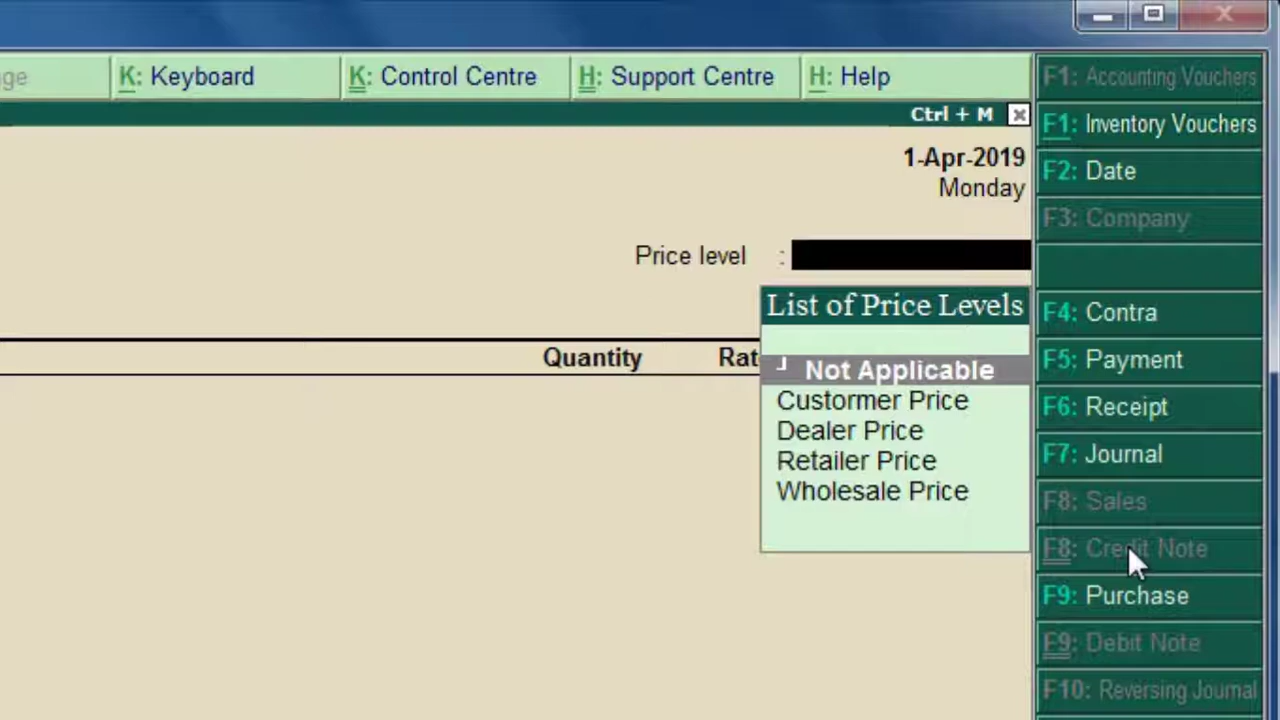 ge
K: Keyboard
K: Control Centre
H: Support Centre
H: Help
Ctrl + M
1-Apr-2019
Monday
Price level :
List of Price Levels
Not Applicable
Custormer Price
Dealer Price
Retailer Price
Wholesale Price
Quantity
Rat
F1: Accounting Vouchers
F1: Inventory Vouchers
F2: Date
F3: Company
F4: Contra
F5: Payment
F6: Receipt
F7: Journal
F8: Sales
F8: Credit Note
F9: Purchase
F9: Debit Note
F10: Reversing Journal